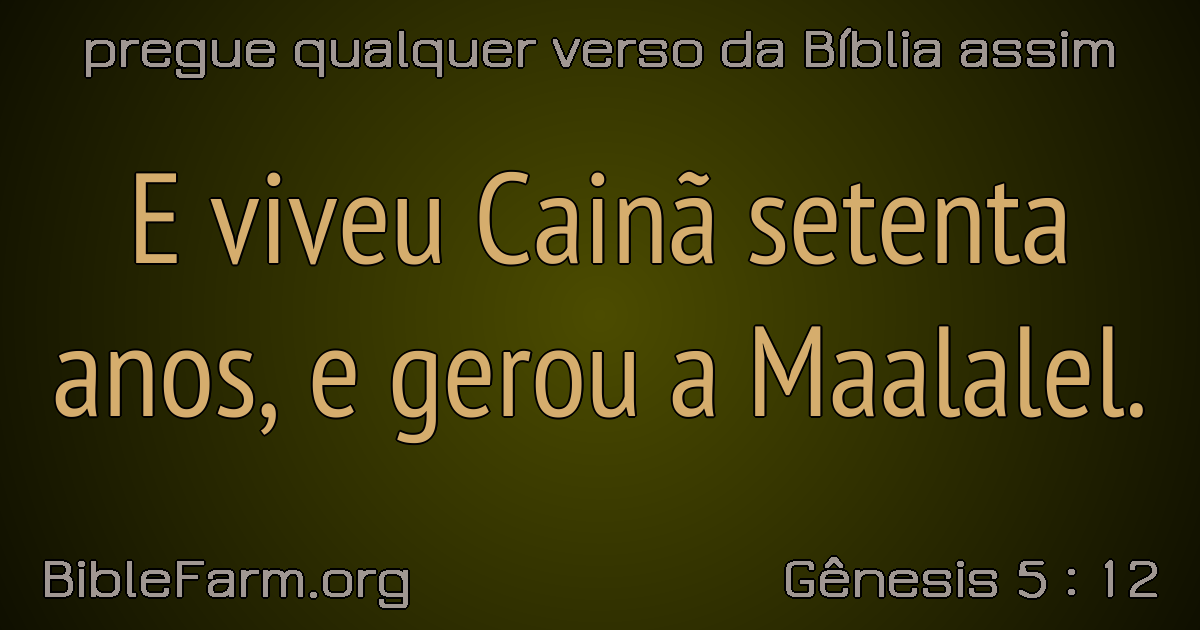 pregue qualquer verso da Bíblia assim
E viveu Cainã setenta
anos, e gerou a Maalalel.
BibleFarm.org
Gênesis 5 : 12